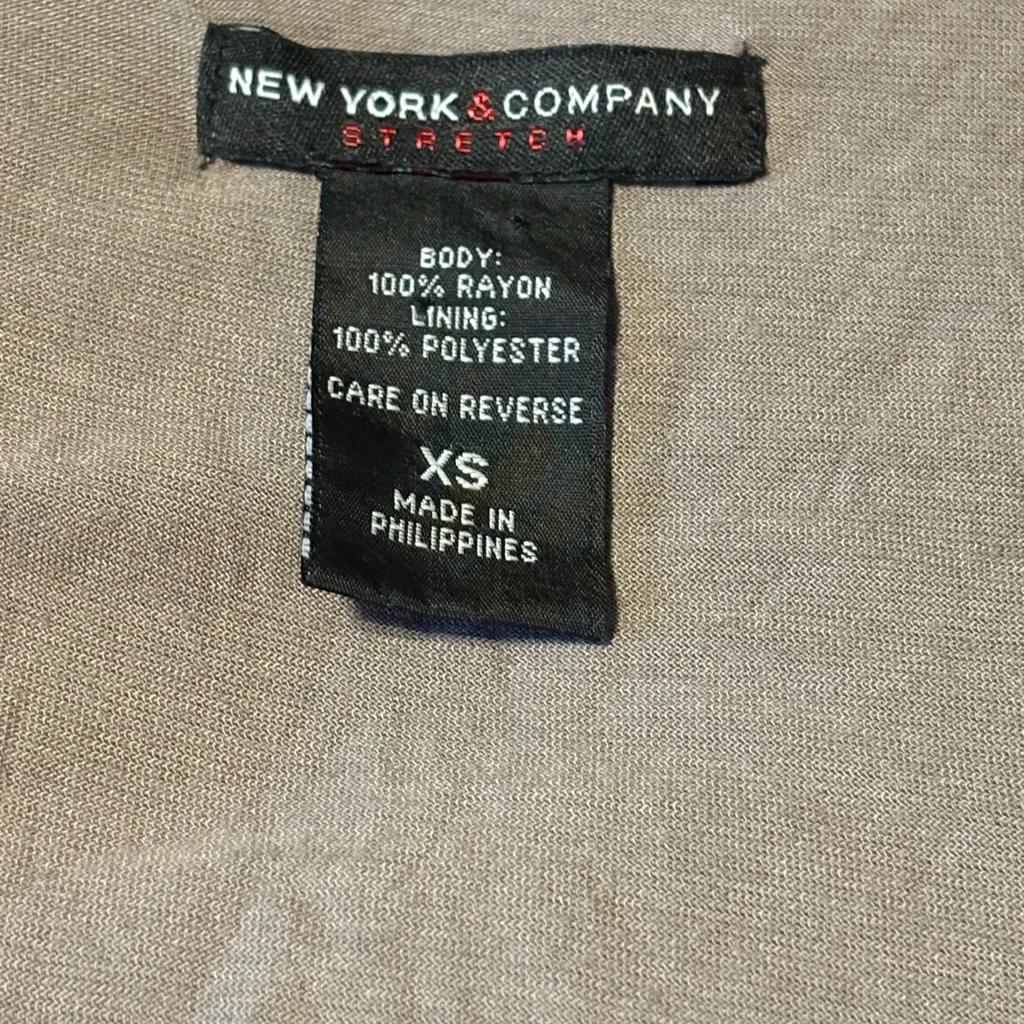 NEW YORK & COMPANY
STRETCH
BODY:
100% RAYON
LINING:
100% POLYESTER
CARE ON REVERSE
XS
MADE IN
PHILIPPINES